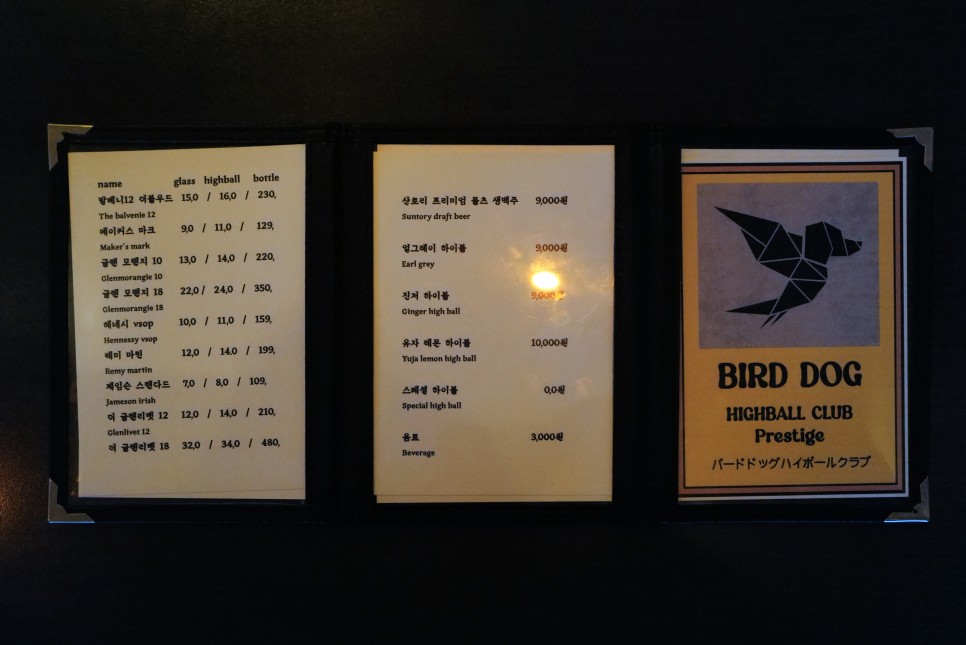 name glass highball bottle
발베니12 더블우드 15,0 / 16,0 / 230,
The balvenie 12
메이커스 마크 9,0 / 11,0 / 129,
Maker's mark
글렌 모렌지 10 13,0 / 14,0 / 220,
Glenmorangie 10
글렌 모렌지 18 22,0 / 24,0 / 350,
Glenmorangie 18
헤네시 vsop 10,0 / 11,0 / 159,
Hennessy vsop
레미 마틴 12,0 / 14.0 / 199,
Remy martin
제임슨 스탠다드 7,0 / 8,0 / 109,
Jameson irish
더 글렌리벳 12 12,0 / 14,0 / 210,
Glenlivet 12
더 글렌리벳 18 32,0 / 34,0 / 480,
산토리 프리미엄 몰츠 생맥주 9,000원
Suntory draft beer
얼그레이 하이볼 9,000원
Earl grey
진저 하이볼 9,000원
Ginger high ball
유자 레몬 하이볼 10,000원
Yuja lemon high ball
스페셜 하이볼 0,0원
Special high ball
음료 3,000원
Beverage
BIRD DOG
HIGHBALL CLUB
Prestige
バードドッグハイボールクラブ